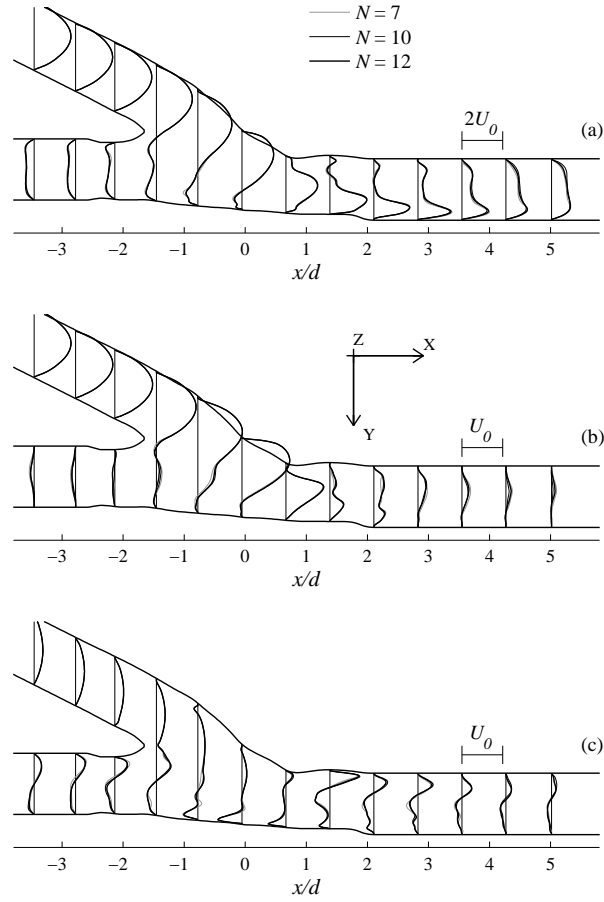 N = 7
N = 10
N = 12
2U0
(a)
−3 −2 −1 0 1 2 3 4 5
x/d
Z
X
Y
U0
(b)
−3 −2 −1 0 1 2 3 4 5
x/d
U0
(c)
−3 −2 −1 0 1 2 3 4 5
x/d